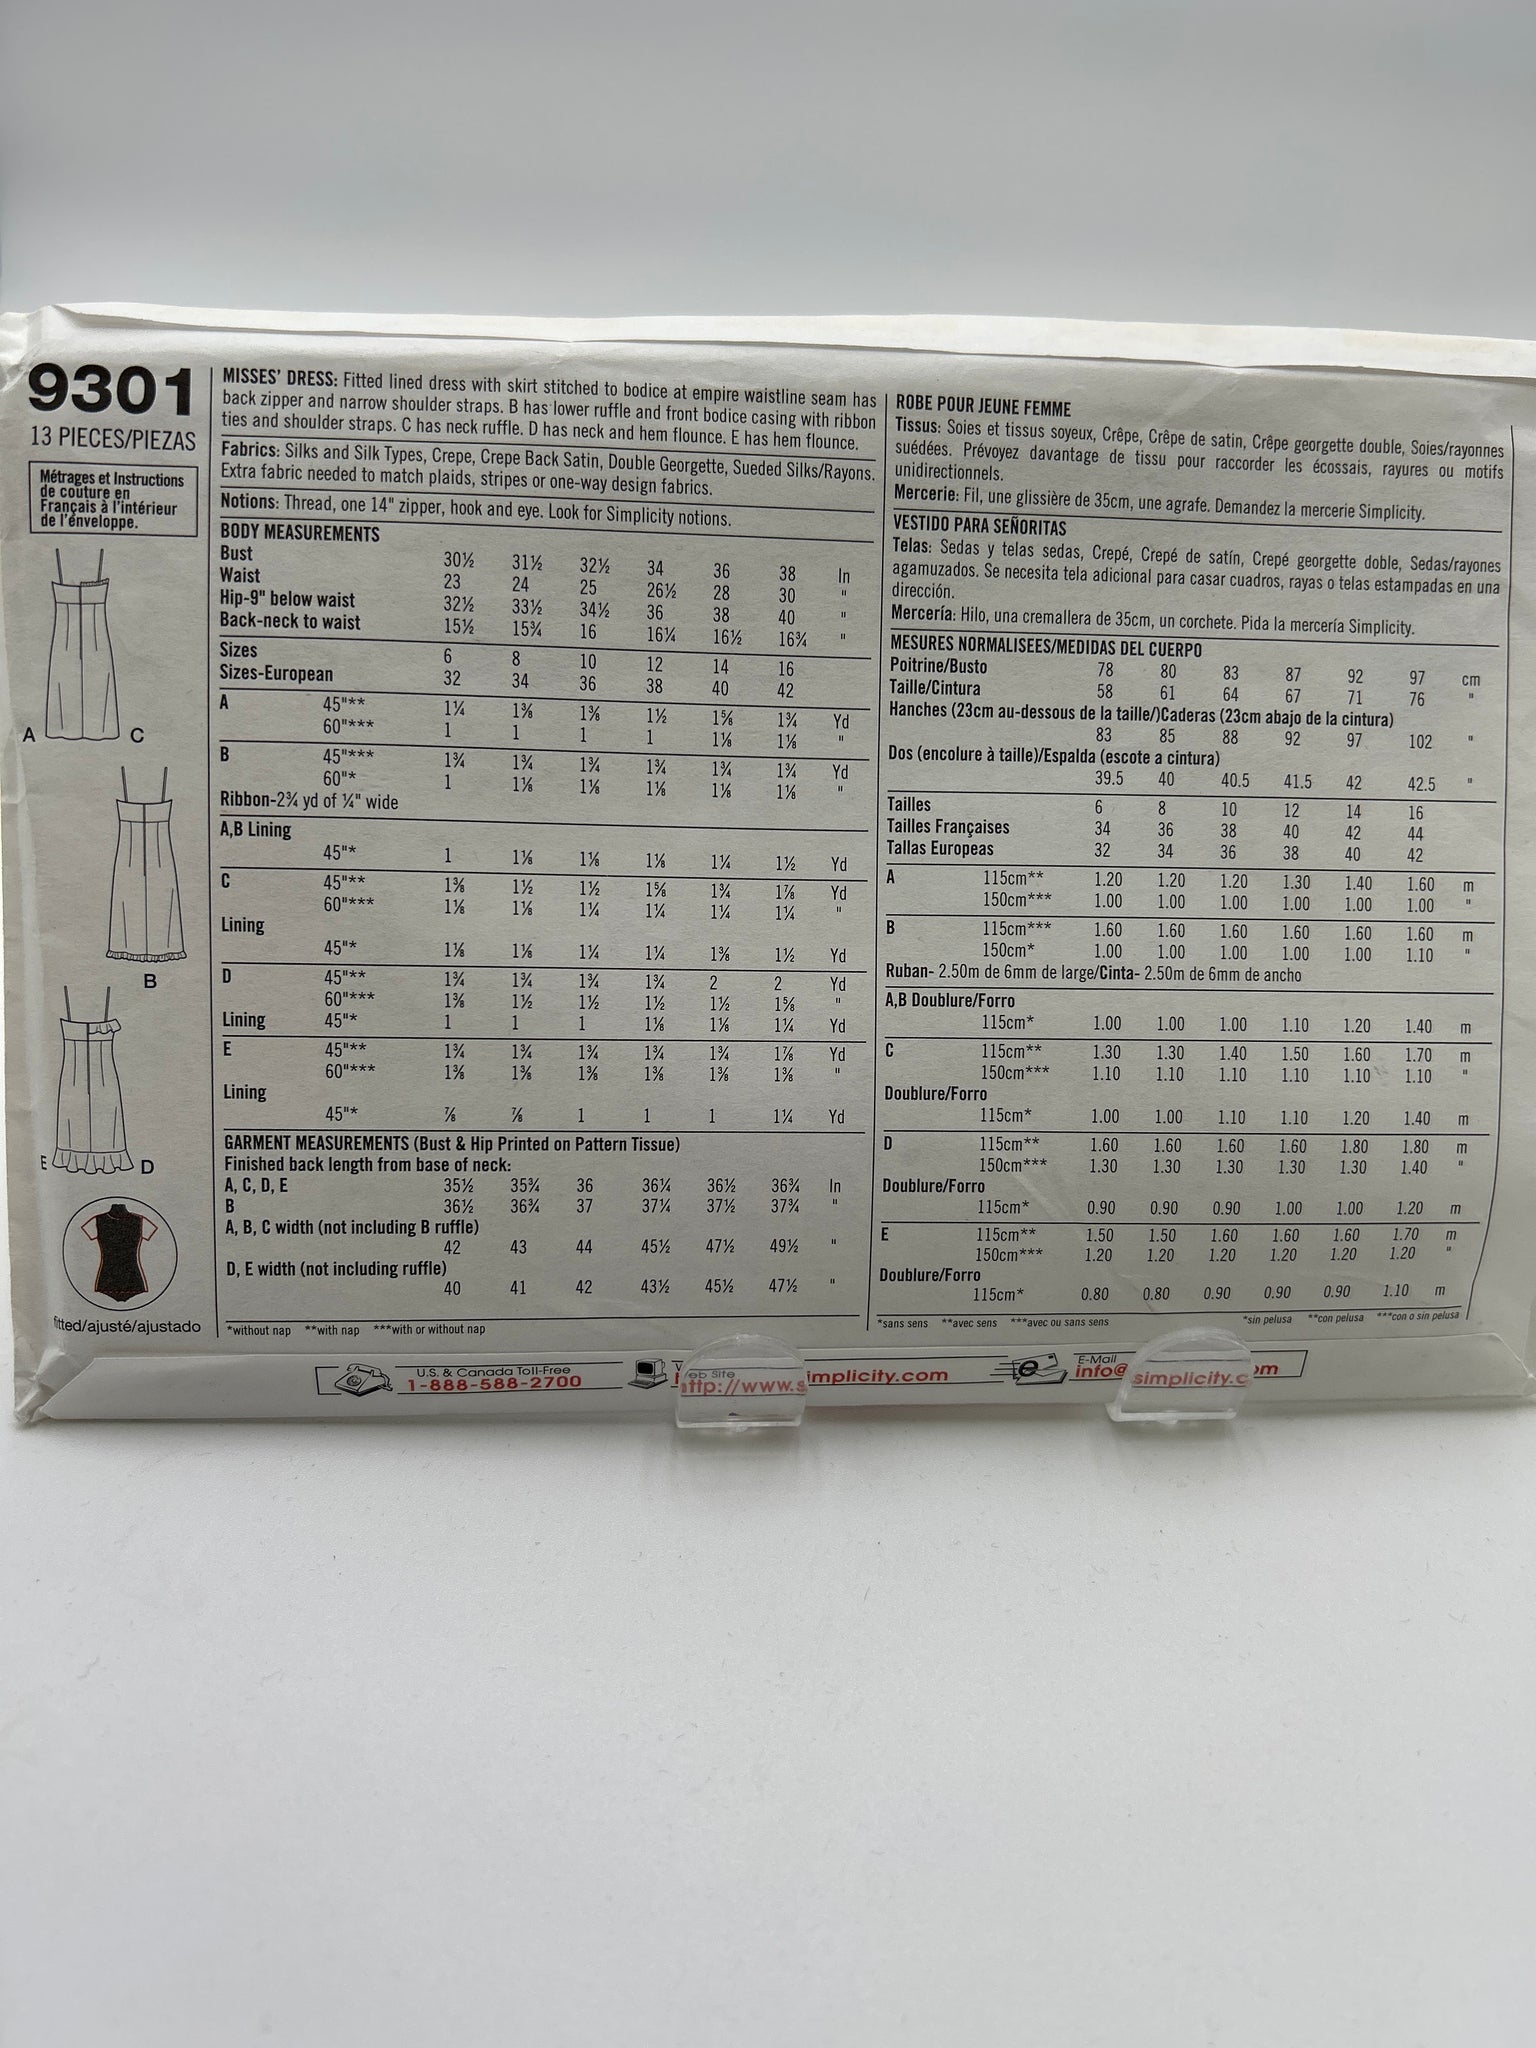 9301
13 PIECES/PIEZAS
Métrages et Instructions
de couture en
Français à l'intérieur
de l'énveloppe.
A
C
B
E
D
fitted/ajusté/ajustado
MISSES' DRESS: Fitted lined dress with skirt stitched to bodice at empire waistline seam has
back zipper and narrow shoulder straps. B has lower ruffle and front bodice casing with ribbon
ties and shoulder straps. C has neck ruffle. D has neck and hem flounce. E has hem flounce.
Fabrics: Silks and Silk Types, Crepe, Crepe Back Satin, Double Georgette, Sueded Silks/Rayons.
Extra fabric needed to match plaids, stripes or one-way design fabrics.
Notions: Thread, one 14" zipper, hook and eye. Look for Simplicity notions.
BODY MEASUREMENTS
Bust 30½ 31½ 32½ 34 36 38 In
Waist 23 24 25 26½ 28 30 "
Hip-9" below waist 32½ 33½ 34½ 36 38 40 "
Back-neck to waist 15½ 15¾ 16 16¼ 16½ 16¾ "
Sizes 6 8 10 12 14 16
Sizes-European 32 34 36 38 40 42
A 45"** 1¼ 1⅜ 1⅜ 1½ 1⅝ 1¾ Yd
60"*** 1 1 1 1 1⅛ 1⅛ "
B 45"*** 1¾ 1¾ 1¾ 1¾ 1¾ 1¾ Yd
60"* 1 1⅛ 1⅛ 1⅛ 1⅛ 1⅛ "
Ribbon-2¾ yd of ¼" wide
A,B Lining
45"* 1 1⅛ 1⅛ 1⅛ 1¼ 1½ Yd
C 45"** 1⅜ 1½ 1½ 1⅝ 1¾ 1⅞ Yd
60"*** 1⅛ 1⅛ 1¼ 1¼ 1¼ 1¼ "
Lining
45"* 1⅛ 1⅛ 1¼ 1¼ 1⅜ 1½ Yd
D 45"** 1¾ 1¾ 1¾ 1¾ 2 2 Yd
60"*** 1⅜ 1½ 1½ 1½ 1½ 1⅝ "
Lining 45"* 1 1 1 1⅛ 1⅛ 1¼ Yd
E 45"** 1¾ 1¾ 1¾ 1¾ 1¾ 1⅞ Yd
60"*** 1⅜ 1⅜ 1⅜ 1⅜ 1⅜ 1⅜ "
Lining
45"* ⅞ ⅞ 1 1 1 1¼ Yd
GARMENT MEASUREMENTS (Bust & Hip Printed on Pattern Tissue)
Finished back length from base of neck:
A, C, D, E 35½ 35¾ 36 36¼ 36½ 36¾ In
B 36½ 36¾ 37 37¼ 37½ 37¾ "
A, B, C width (not including B ruffle)
42 43 44 45½ 47½ 49½ "
D, E width (not including ruffle)
40 41 42 43½ 45½ 47½ "
*without nap **with nap ***with or without nap
ROBE POUR JEUNE FEMME
Tissus: Soies et tissus soyeux, Crêpe, Crêpe de satin, Crêpe georgette double, Soies/rayonnes
suédées. Prévoyez davantage de tissu pour raccorder les écossais, rayures ou motifs
unidirectionnels.
Mercerie: Fil, une glissière de 35cm, une agrafe. Demandez la mercerie Simplicity.
VESTIDO PARA SEÑORITAS
Telas: Sedas y telas sedas, Crepé, Crepé de satín, Crepé georgette doble, Sedas/rayones
agamuzados. Se necesita tela adicional para casar cuadros, rayas o telas estampadas en una
dirección.
Mercería: Hilo, una cremallera de 35cm, un corchete. Pida la mercería Simplicity.
MESURES NORMALISEES/MEDIDAS DEL CUERPO
Poitrine/Busto 78 80 83 87 92 97 cm
Taille/Cintura 58 61 64 67 71 76 "
Hanches (23cm au-dessous de la taille/)Caderas (23cm abajo de la cintura)
83 85 88 92 97 102 "
Dos (encolure à taille)/Espalda (escote a cintura)
39.5 40 40.5 41.5 42 42.5 "
Tailles 6 8 10 12 14 16
Tailles Françaises 34 36 38 40 42 44
Tallas Europeas 32 34 36 38 40 42
A 115cm** 1.20 1.20 1.20 1.30 1.40 1.60 m
150cm*** 1.00 1.00 1.00 1.00 1.00 1.00 "
B 115cm*** 1.60 1.60 1.60 1.60 1.60 1.60 m
150cm* 1.00 1.00 1.00 1.00 1.00 1.10 "
Ruban- 2.50m de 6mm de large/Cinta- 2.50m de 6mm de ancho
A,B Doublure/Forro
115cm* 1.00 1.00 1.00 1.10 1.20 1.40 m
C 115cm** 1.30 1.30 1.40 1.50 1.60 1.70 m
150cm*** 1.10 1.10 1.10 1.10 1.10 1.10 "
Doublure/Forro
115cm* 1.00 1.00 1.10 1.10 1.20 1.40 m
D 115cm** 1.60 1.60 1.60 1.60 1.80 1.80 m
150cm*** 1.30 1.30 1.30 1.30 1.30 1.40 "
Doublure/Forro
115cm* 0.90 0.90 0.90 1.00 1.00 1.20 m
E 115cm** 1.50 1.50 1.60 1.60 1.60 1.70 m
150cm*** 1.20 1.20 1.20 1.20 1.20 1.20 "
Doublure/Forro
115cm* 0.80 0.80 0.90 0.90 0.90 1.10 m
*sans sens **avec sens ***avec ou sans sens *sin pelusa **con pelusa ***con o sin pelusa
U.S. & Canada Toll-Free
1-888-588-2700
Web Site
http://www.simplicity.com
E-Mail
info@simplicity.com